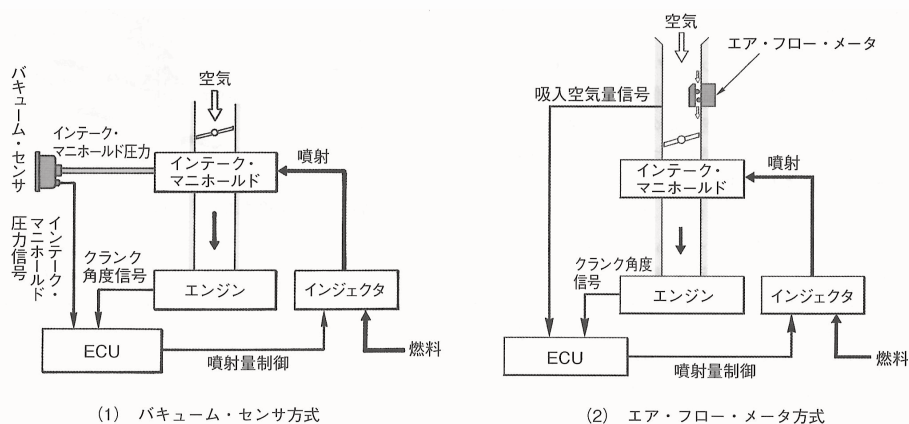 空気
バキューム・センサ
インテーク・
マニホールド圧力
インテーク・
マニホールド
噴射
インテーク・
マニホールド
圧力信号
クランク
角度信号
エンジン
インジェクタ
ECU
噴射量制御
燃料
(1) バキューム・センサ方式
空気
エア・フロー・メータ
吸入空気量信号
インテーク・
マニホールド
噴射
クランク角度
信号
エンジン
インジェクタ
ECU
噴射量制御
燃料
(2) エア・フロー・メータ方式